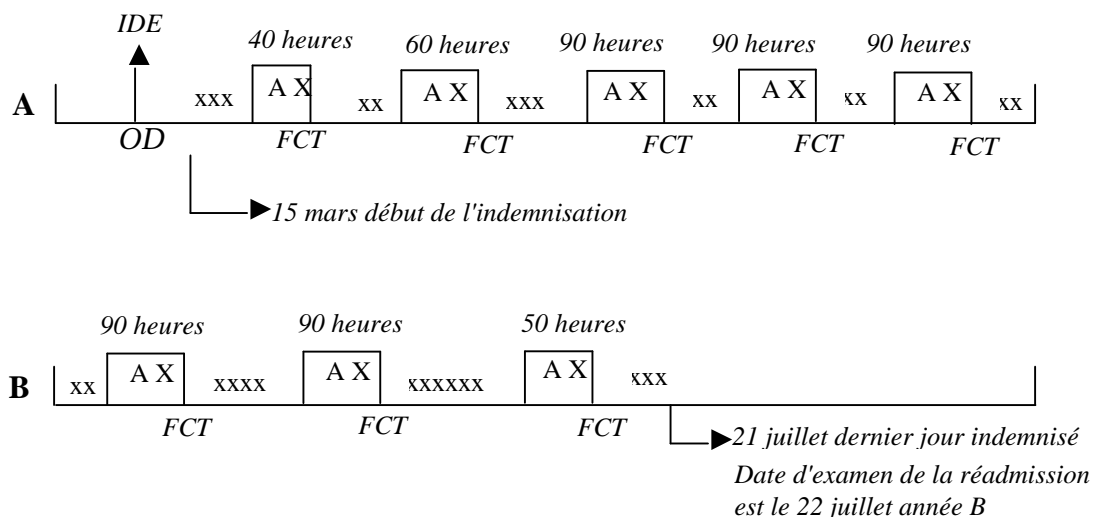 IDE
40 heures 60 heures 90 heures 90 heures 90 heures
A xxx A X xx A X xxx A X xx A X xx A X xx
OD FCT FCT FCT FCT FCT
15 mars début de l'indemnisation
90 heures 90 heures 50 heures
B xx A X xxxx A X xxxxxx A X xxx
FCT FCT FCT
21 juillet dernier jour indemnisé
Date d'examen de la réadmission
est le 22 juillet année B